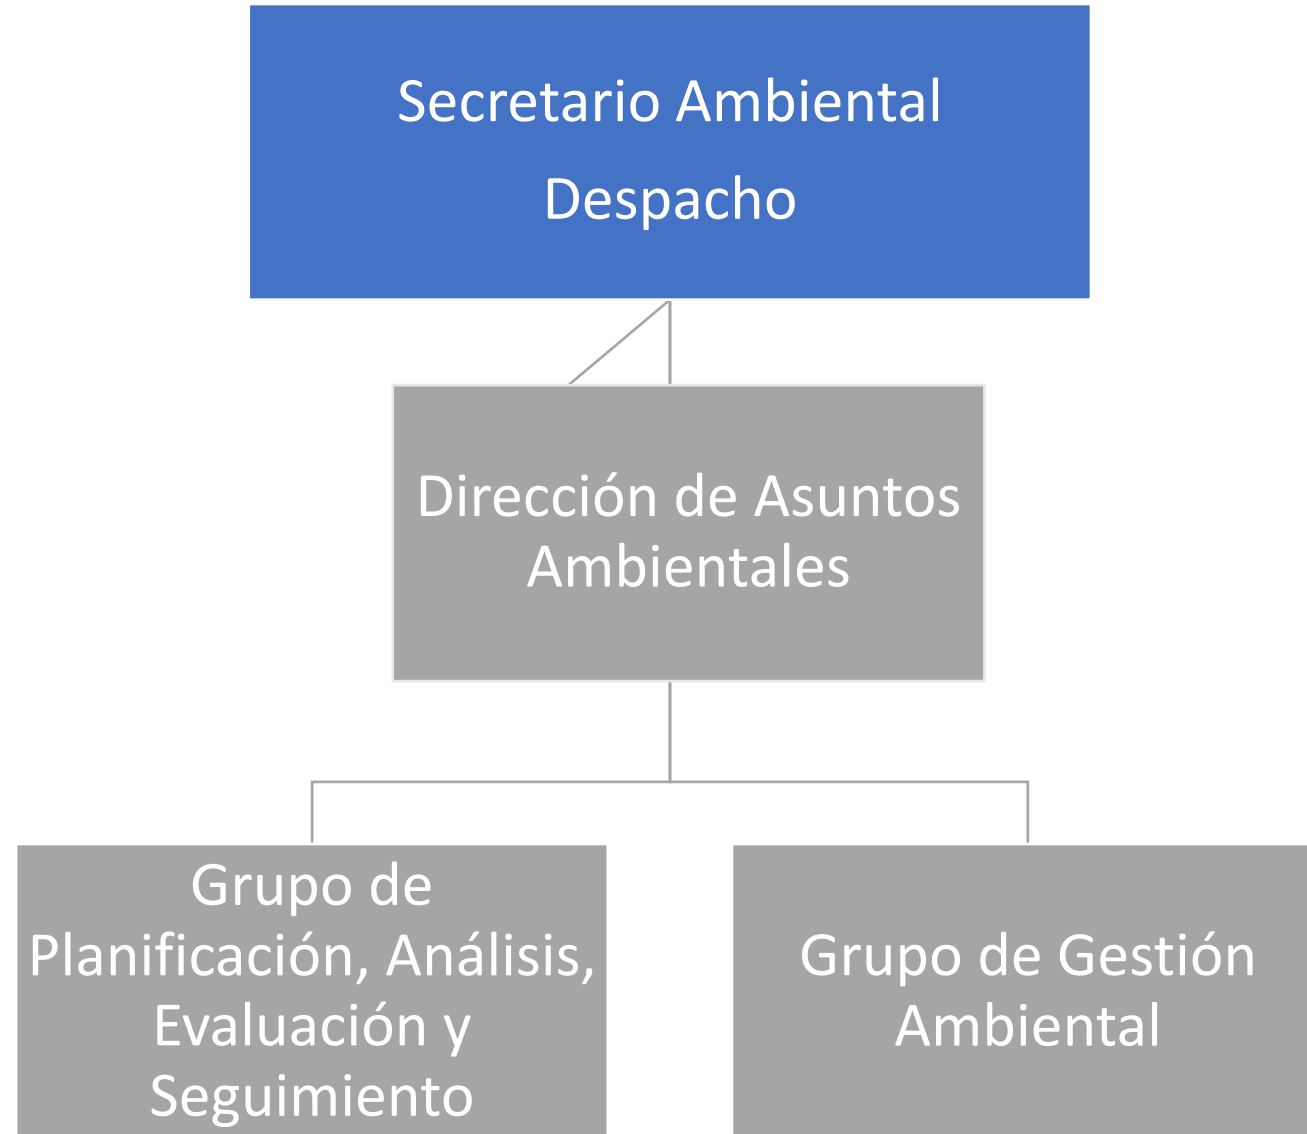 Secretario Ambiental
Despacho
Dirección de Asuntos
Ambientales
Grupo de
Planificación, Análisis,
Evaluación y
Seguimiento
Grupo de Gestión
Ambiental